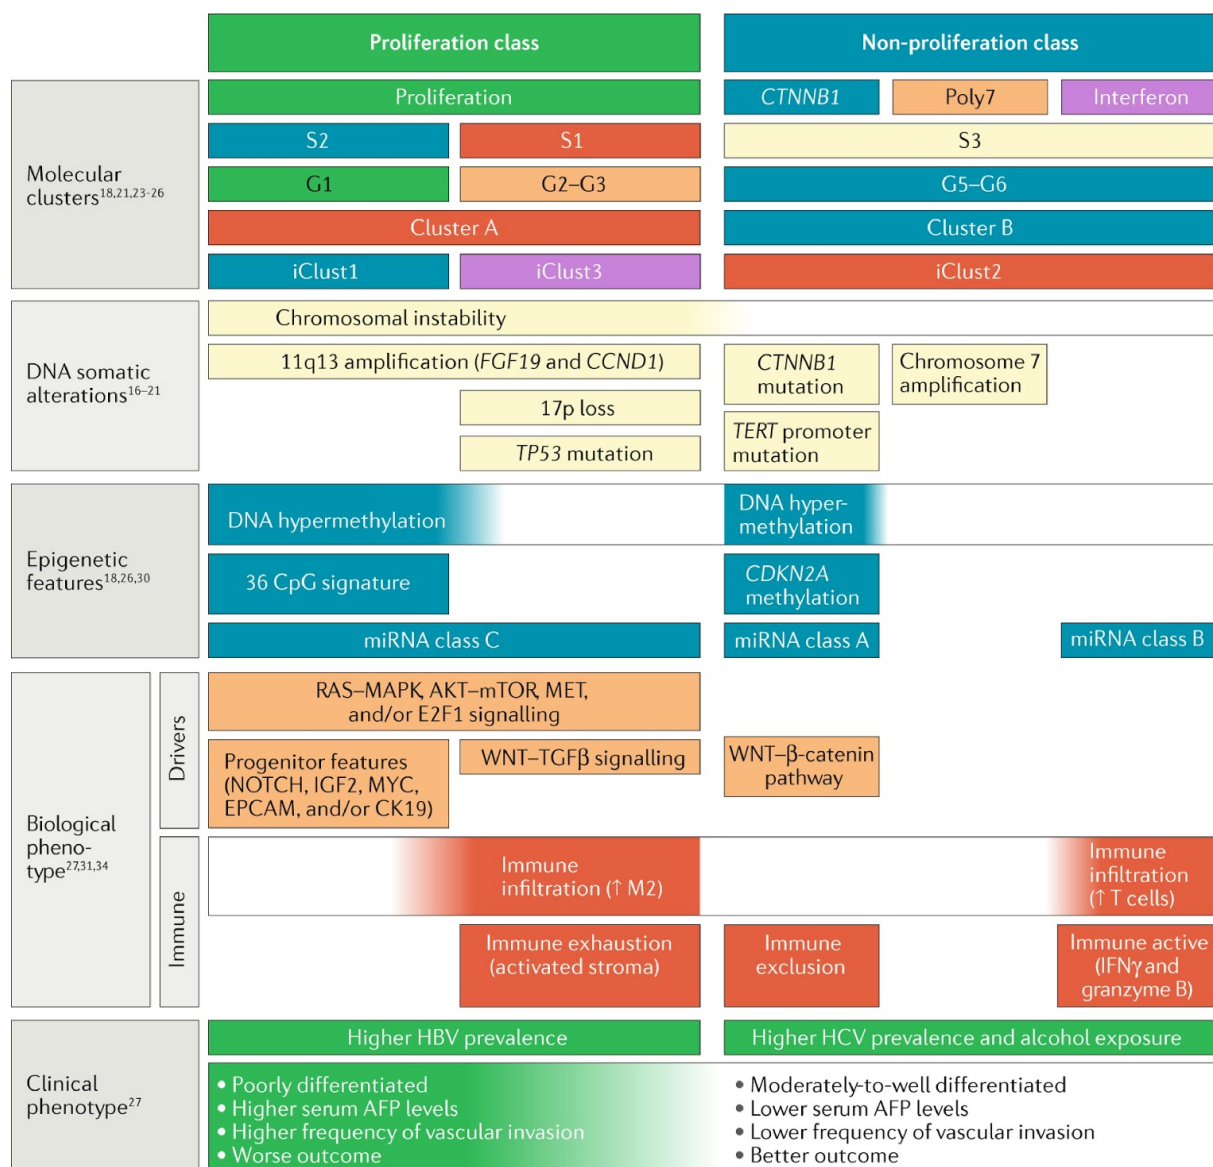 Proliferation class
Non-proliferation class
Molecular
clusters18,21,23-26
Proliferation
CTNNB1
Poly7
Interferon
S2
S1
S3
G1
G2–G3
G5–G6
Cluster A
Cluster B
iClust1
iClust3
iClust2
DNA somatic
alterations16–21
Chromosomal instability
11q13 amplification (FGF19 and CCND1)
CTNNB1
mutation
Chromosome 7
amplification
17p loss
TP53 mutation
TERT promoter
mutation
Epigenetic
features18,26,30
DNA hypermethylation
DNA hyper-
methylation
36 CpG signature
CDKN2A
methylation
miRNA class C
miRNA class A
miRNA class B
Biological
pheno-
type27,31,34
Drivers
RAS–MAPK, AKT–mTOR, MET,
and/or E2F1 signalling
Progenitor features
(NOTCH, IGF2, MYC,
EPCAM, and/or CK19)
WNT–TGFβ signalling
WNT–β-catenin
pathway
Immune
Immune
infiltration (↑ M2)
Immune
infiltration
(↑ T cells)
Immune exhaustion
(activated stroma)
Immune
exclusion
Immune active
(IFNγ and
granzyme B)
Clinical
phenotype27
Higher HBV prevalence
Higher HCV prevalence and alcohol exposure
• Poorly differentiated
• Higher serum AFP levels
• Higher frequency of vascular invasion
• Worse outcome
• Moderately-to-well differentiated
• Lower serum AFP levels
• Lower frequency of vascular invasion
• Better outcome